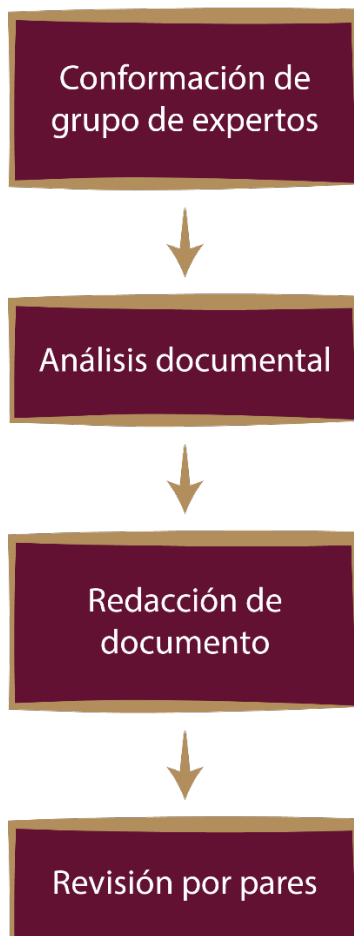 Conformación de
grupo de expertos
Análisis documental
Redacción de
documento
Revisión por pares